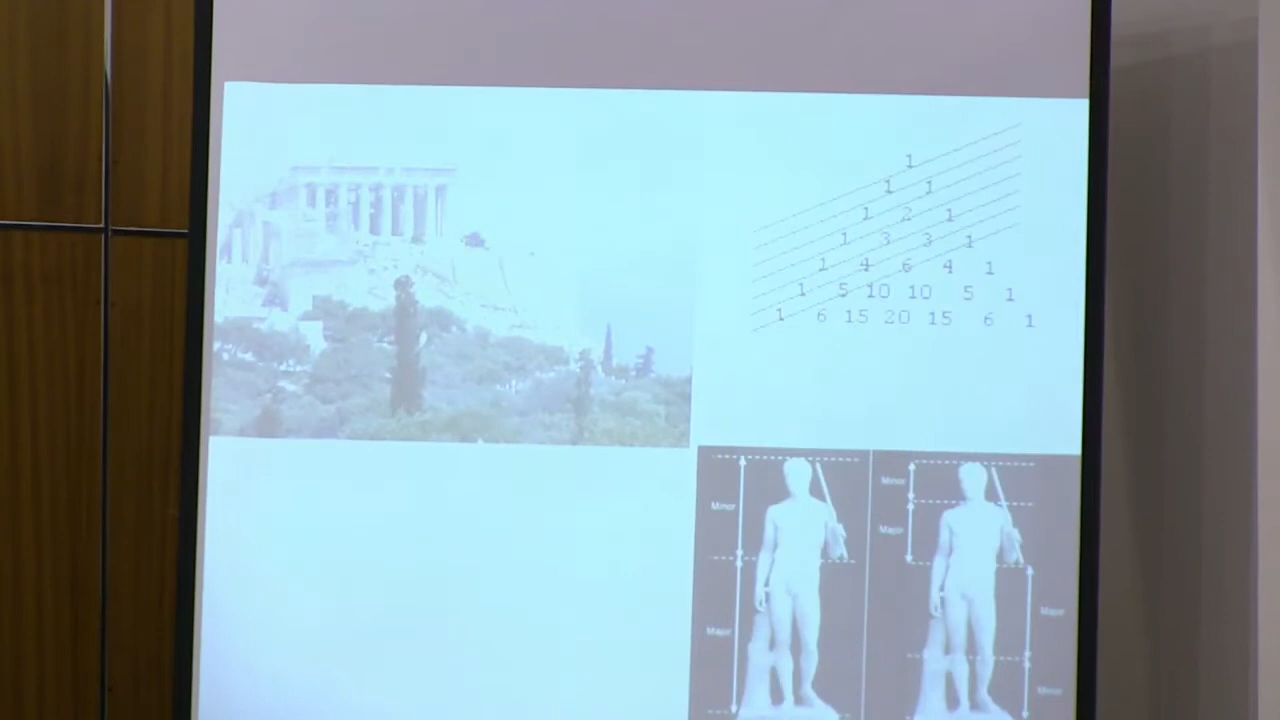 1
1 1
1 2 1
1 3 3 1
1 4 6 4 1
1 5 10 10 5 1
1 6 15 20 15 6 1
Minor
Major
Minor
Major
Major
Minor